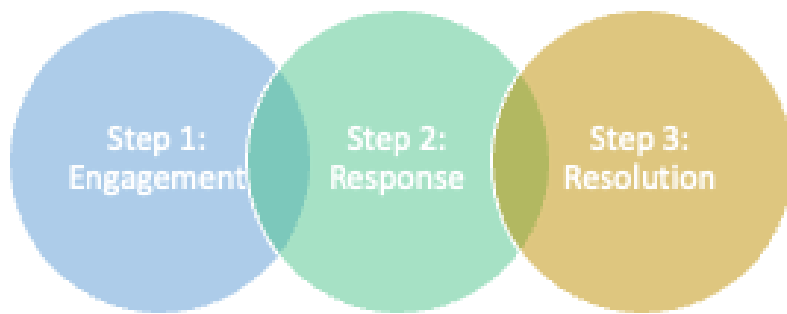 Step 1:
Engagement
Step 2:
Response
Step 3:
Resolution